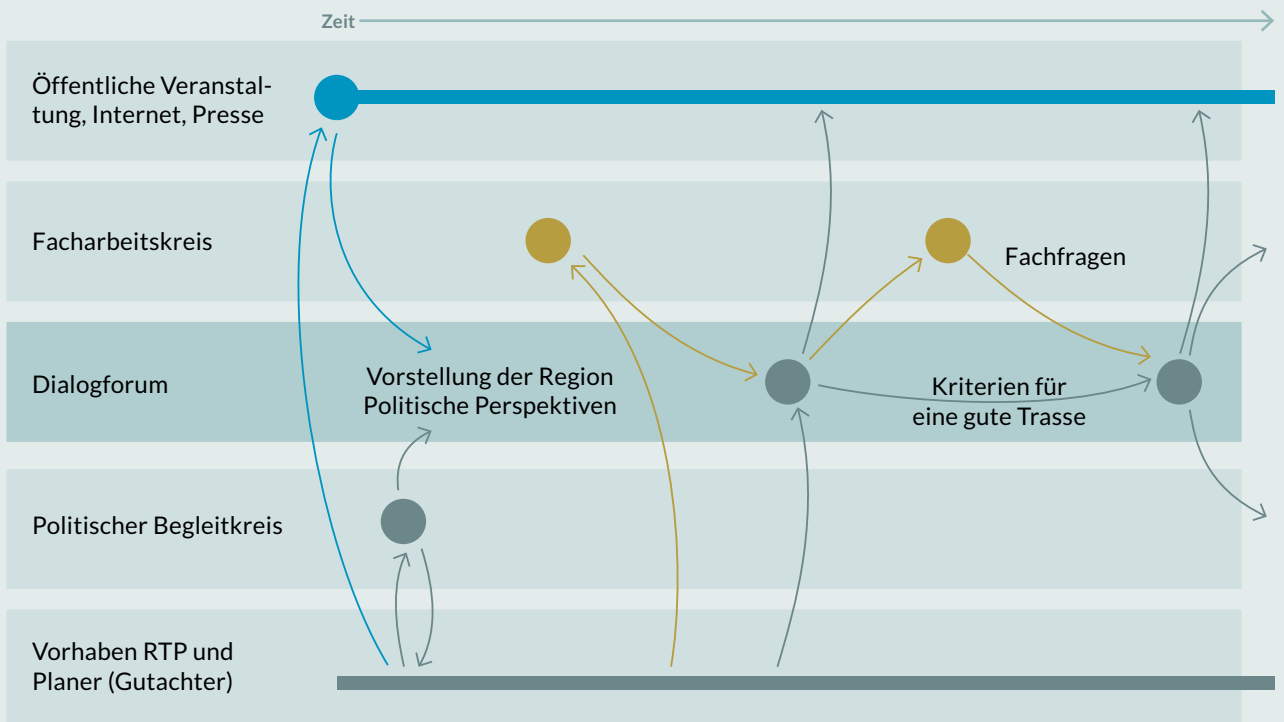 Zeit
Öffentliche Veranstal-
tung, Internet, Presse
Facharbeitskreis
Fachfragen
Dialogforum
Vorstellung der Region
Politische Perspektiven
Kriterien für
eine gute Trasse
Politischer Begleitkreis
Vorhaben RTP und
Planer (Gutachter)